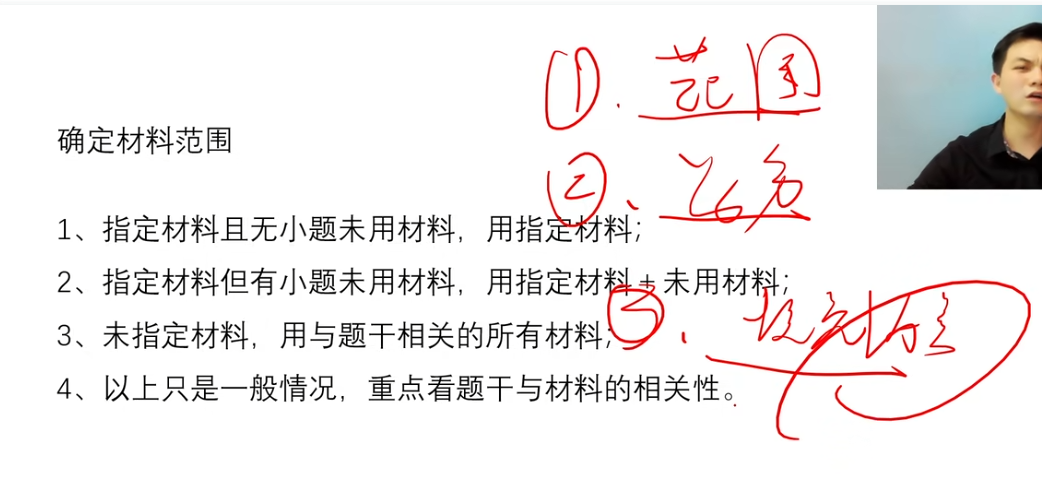 ① 范围
确定材料范围
②、任务
1、指定材料且无小题未用材料，用指定材料；
2、指定材料但有小题未用材料，用指定材料+未用材料；
③、
3、未指定材料，用与题干相关的所有材料；
4、以上只是一般情况，重点看题干与材料的相关性。